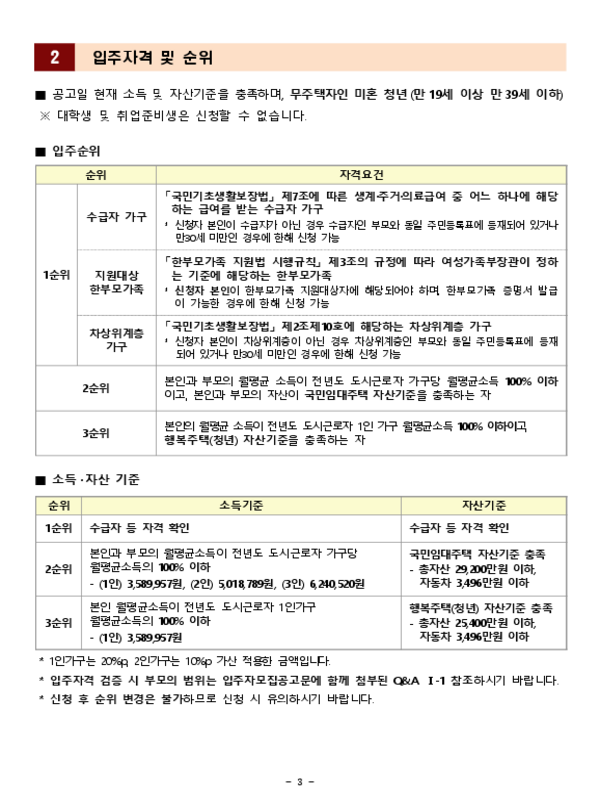 2 입주자격 및 순위
■ 공고일 현재 소득 및 자산기준을 충족하며, 무주택자인 미혼 청년(만 19세 이상 만 39세 이하)
※ 대학생 및 취업준비생은 신청할 수 없습니다.
■ 입주순위
순위 자격요건
1순위
수급자 가구
「국민기초생활보장법」 제7조에 따른 생계·주거·의료급여 중 어느 하나에 해당
하는 급여를 받는 수급자 가구
* 신청자 본인이 수급자가 아닌 경우 수급자인 부모와 동일 주민등록표에 등재되어 있거나
만30세 미만인 경우에 한해 신청 가능
지원대상
한부모가족
「한부모가족 지원법 시행규칙」 제3조의 규정에 따라 여성가족부장관이 정하
는 기준에 해당하는 한부모가족
* 신청자 본인이 한부모가족 지원대상자에 해당되어야 하며, 한부모가족 증명서 발급
이 가능한 경우에 한해 신청 가능
차상위계층
가구
「국민기초생활보장법」 제2조제10호에 해당하는 차상위계층 가구
* 신청자 본인이 차상위계층이 아닌 경우 차상위계층인 부모와 동일 주민등록표에 등재
되어 있거나 만30세 미만인 경우에 한해 신청 가능
2순위
본인과 부모의 월평균 소득이 전년도 도시근로자 가구당 월평균소득 100% 이하
이고, 본인과 부모의 자산이 국민임대주택 자산기준을 충족하는 자
3순위
본인의 월평균 소득이 전년도 도시근로자 1인 가구 월평균소득 100% 이하이고,
행복주택(청년) 자산기준을 충족하는 자
■ 소득·자산 기준
순위 소득기준 자산기준
1순위 수급자 등 자격 확인 수급자 등 자격 확인
2순위
본인과 부모의 월평균소득이 전년도 도시근로자 가구당
월평균소득의 100% 이하
- (1인) 3,589,957원, (2인) 5,018,789원, (3인) 6,240,520원
국민임대주택 자산기준 충족
- 총자산 29,200만원 이하,
자동차 3,496만원 이하
3순위
본인 월평균소득이 전년도 도시근로자 1인가구
월평균소득의 100% 이하
- (1인) 3,589,957원
행복주택(청년) 자산기준 충족
- 총자산 25,400만원 이하,
자동차 3,496만원 이하
* 1인가구는 20%p, 2인가구는 10%p 가산 적용한 금액입니다.
* 입주자격 검증 시 부모의 범위는 입주자모집공고문에 함께 첨부된 Q&A Ⅰ-1 참조하시기 바랍니다.
* 신청 후 순위 변경은 불가하므로 신청 시 유의하시기 바랍니다.
- 3 -